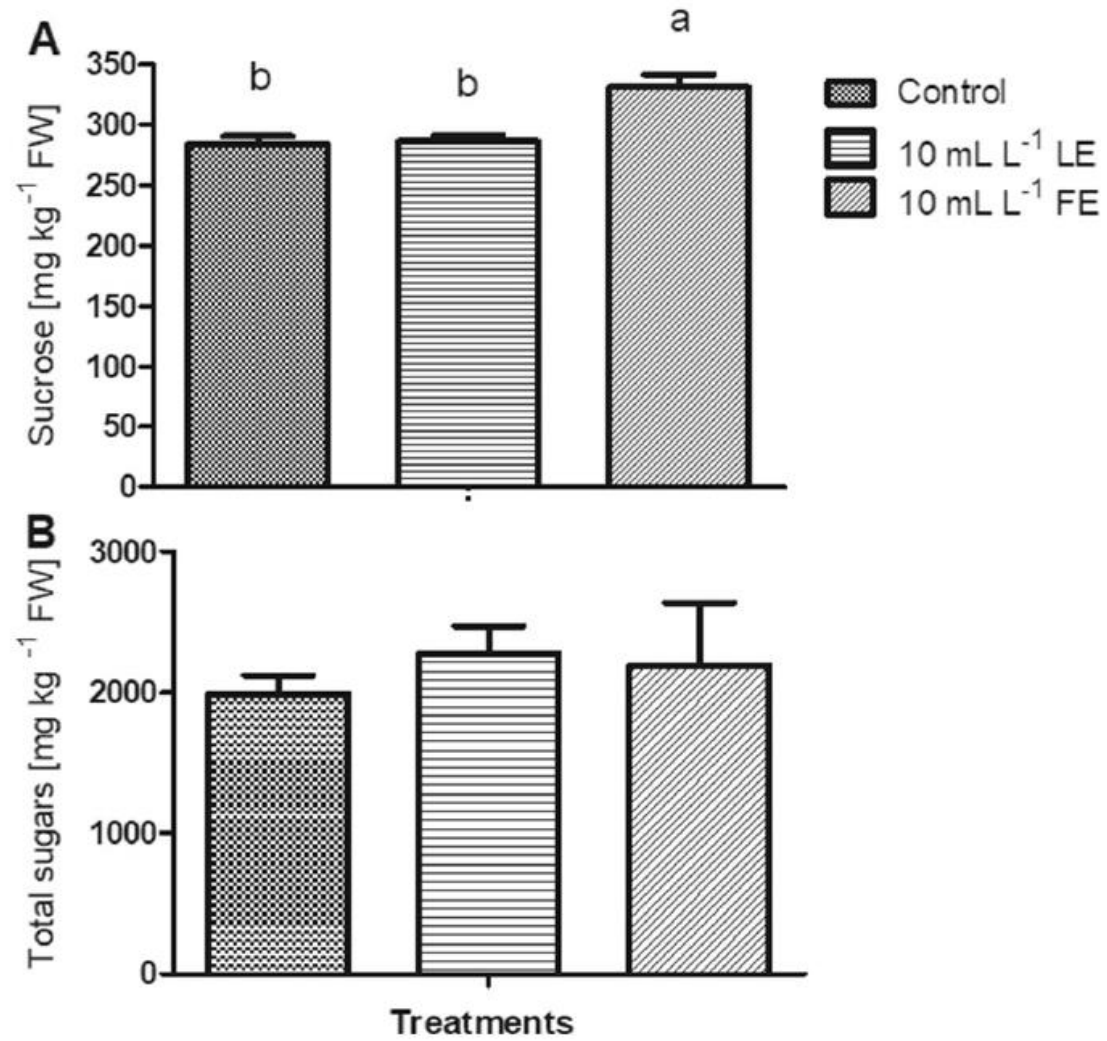 A
a
b
b
350
300
250
200
150
100
50
0
Sucrose [mg kg⁻¹ FW]
Control
10 mL L⁻¹ LE
10 mL L⁻¹ FE
B
3000
2000
1000
0
Total sugars [mg kg ⁻¹ FW]
Treatments